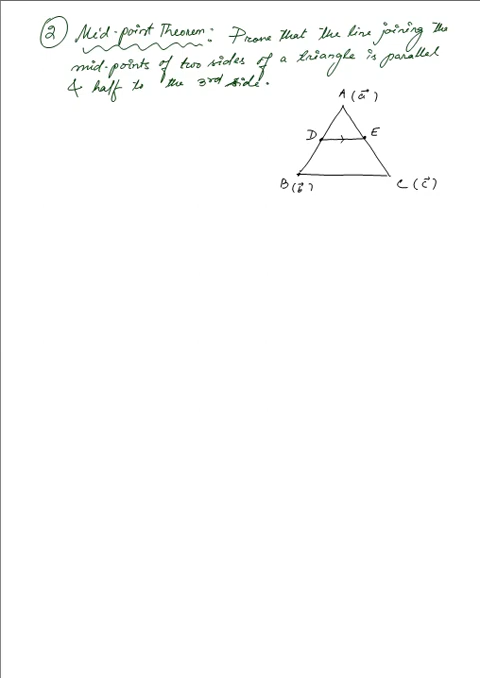 ② Mid-point Theorem: Prove that the line joining the
mid-points of two sides of a triangle is parallel
& half to the 3rd side.
A (a⃗)
D E
B (b⃗) C (c⃗)